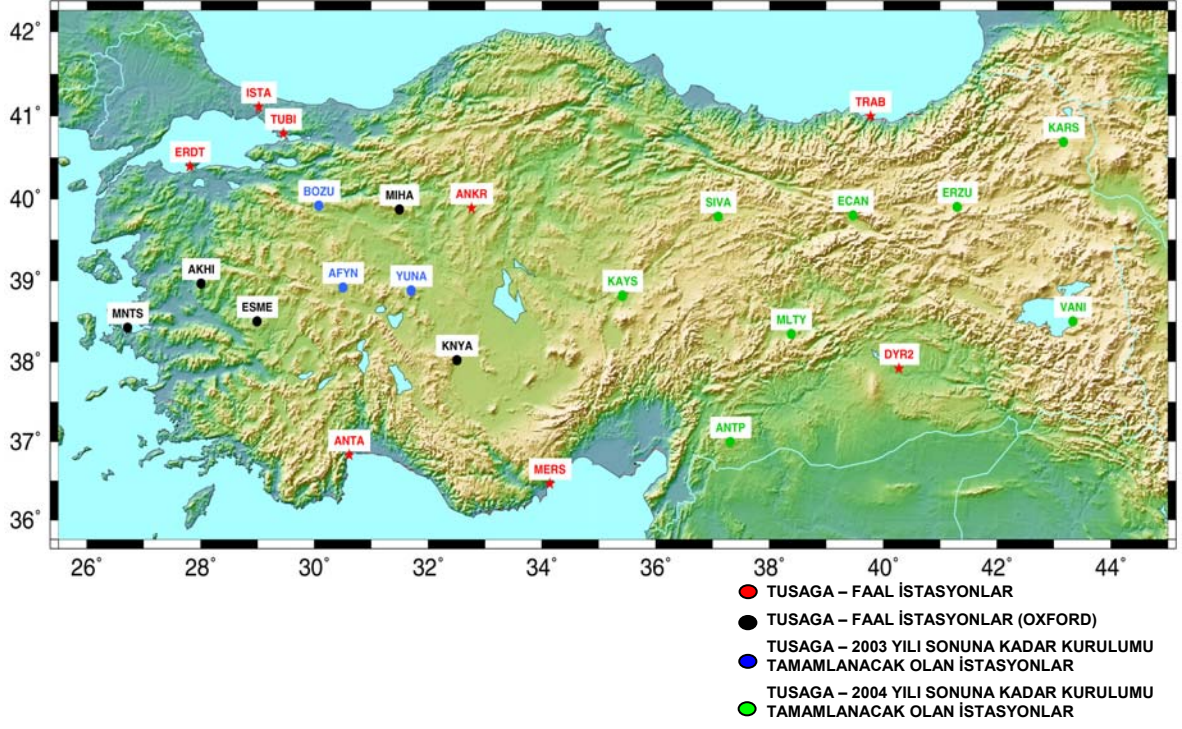 42°
ISTA
TRAB
41°
TUBI
KARS
ERDT
BOZU
MIHA
ANKR
ERZU
40°
SIVA
ECAN
AKHI
AFYN
YUNA
39°
KAYS
MNTS
ESME
VANI
MLTY
KNYA
38°
DYR2
ANTA
ANTP
37°
MERS
36°
26° 28° 30° 32° 34° 36° 38° 40° 42° 44°
TUSAGA – FAAL İSTASYONLAR
TUSAGA – FAAL İSTASYONLAR (OXFORD)
TUSAGA – 2003 YILI SONUNA KADAR KURULUMU
TAMAMLANACAK OLAN İSTASYONLAR
TUSAGA – 2004 YILI SONUNA KADAR KURULUMU
TAMAMLANACAK OLAN İSTASYONLAR